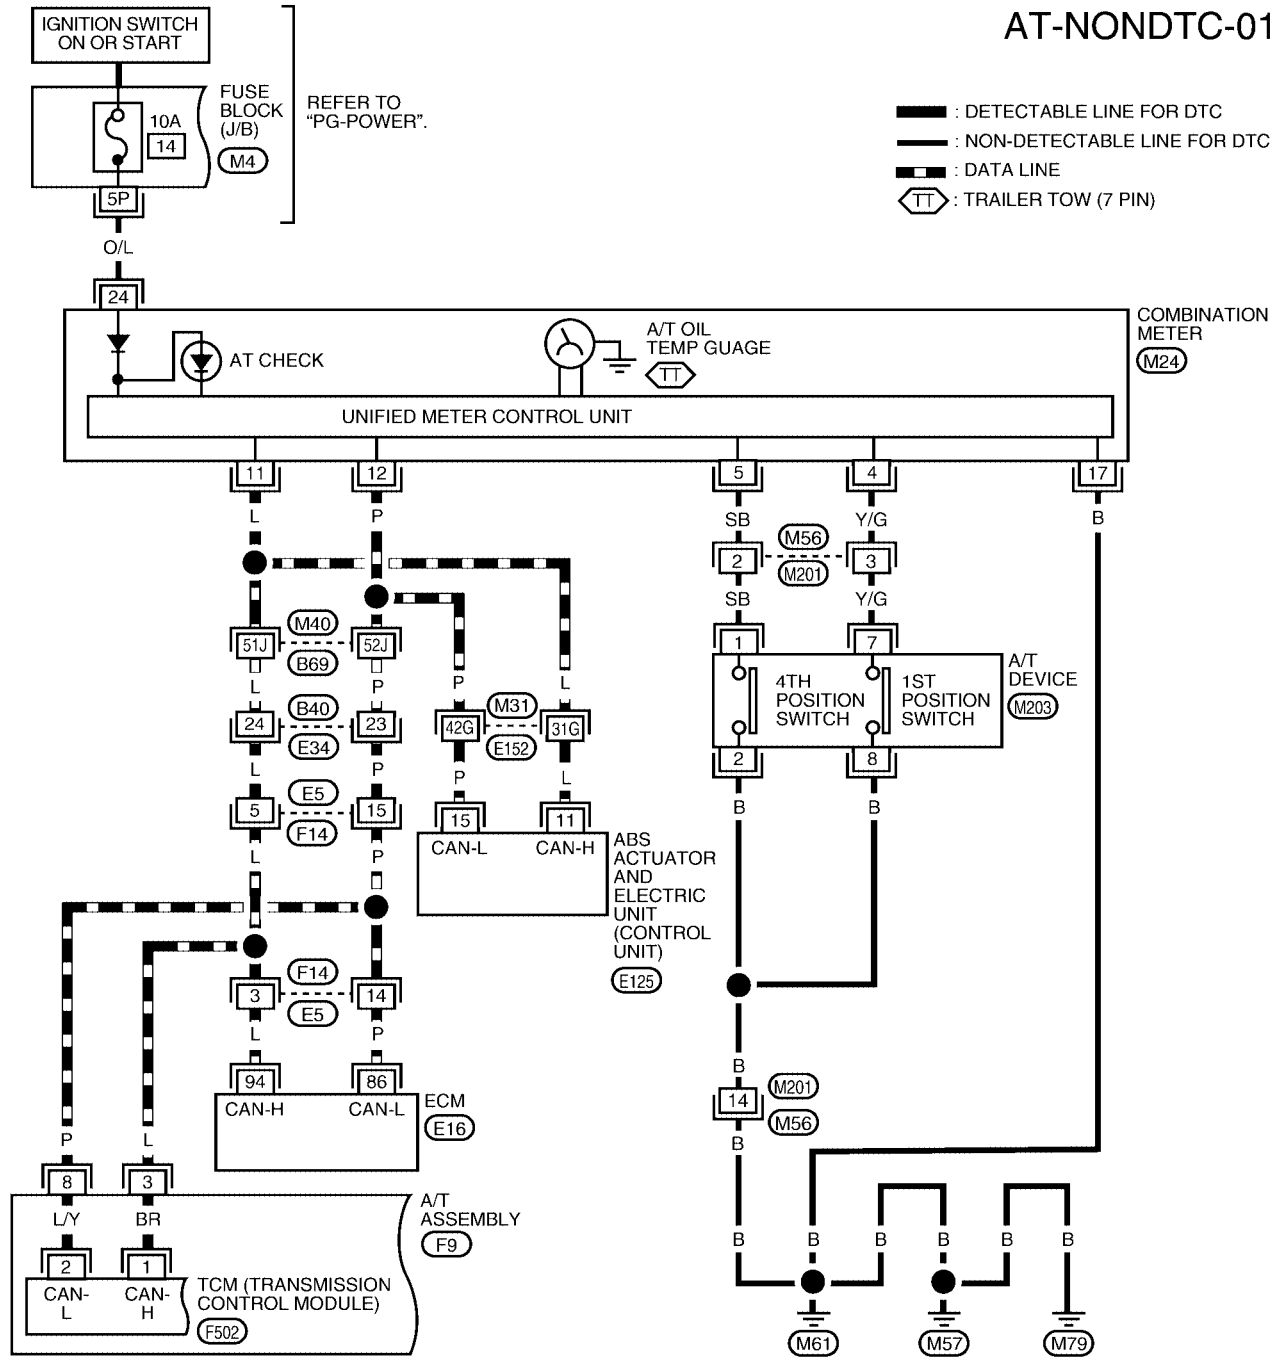 AT-NONDTC-01
IGNITION SWITCH
ON OR START
FUSE
BLOCK
(J/B)
M4
10A
14
5P
REFER TO
“PG-POWER”.
: DETECTABLE LINE FOR DTC
: NON-DETECTABLE LINE FOR DTC
: DATA LINE
TT : TRAILER TOW (7 PIN)
O/L
24
COMBINATION
METER
M24
AT CHECK
A/T OIL
TEMP GUAGE
TT
UNIFIED METER CONTROL UNIT
11 12 5 4 17
L P SB Y/G B
M56
2 3
M201
SB Y/G
M40
51J 52J
B69
1 7
L P P L
A/T
DEVICE
M203
4TH
POSITION
SWITCH
1ST
POSITION
SWITCH
B40
24 23
E34
M31
42G 31G
E152
2 8
L P P L
B B
E5
5 15
F14
15 11
CAN-L CAN-H
ABS
ACTUATOR
AND
ELECTRIC
UNIT
(CONTROL
UNIT)
E125
L P
F14
3 14
E5
L P
94 86
CAN-H CAN-L
ECM
E16
B
M201
14
M56
B
P L
8 3
L/Y BR
A/T
ASSEMBLY
F9
2 1
CAN-
L
CAN-
H
TCM (TRANSMISSION
CONTROL MODULE)
F502
B B B B B B
M61 M57 M79